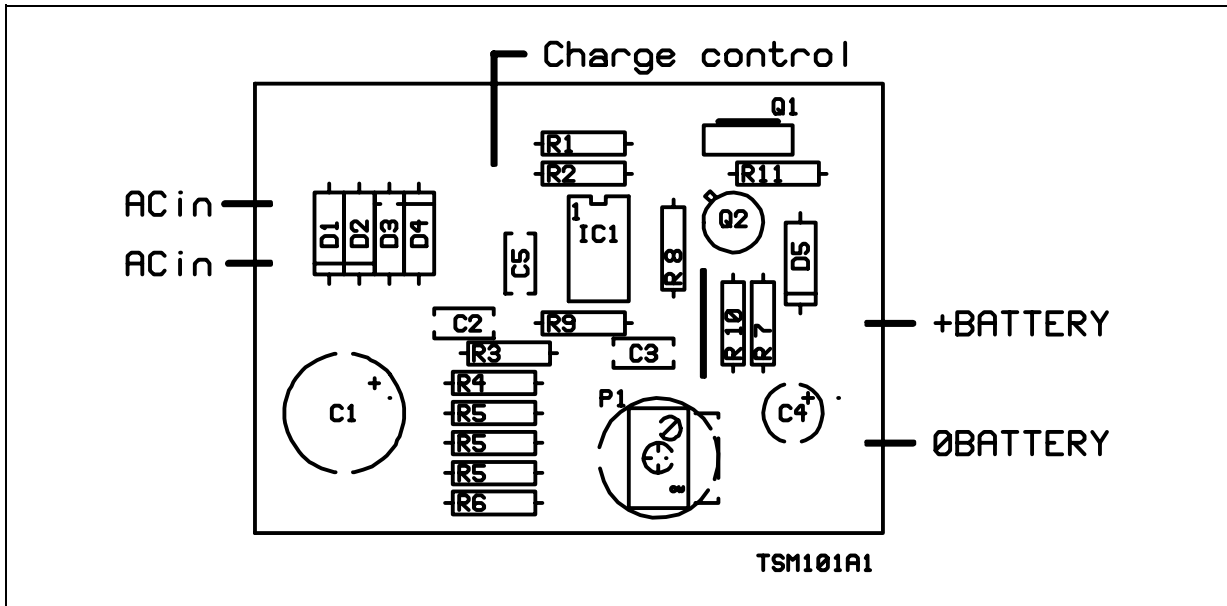 Charge control
Q1
R1
R2
R11
ACin
ACin
D1
D2
D3
D4
1
IC1
C5
R8
Q2
D5
C2
R9
R3
C3
R10
R7
+BATTERY
0BATTERY
C1
+
R4
R5
R5
R5
R6
P1
CW
C4
+
TSM101A1